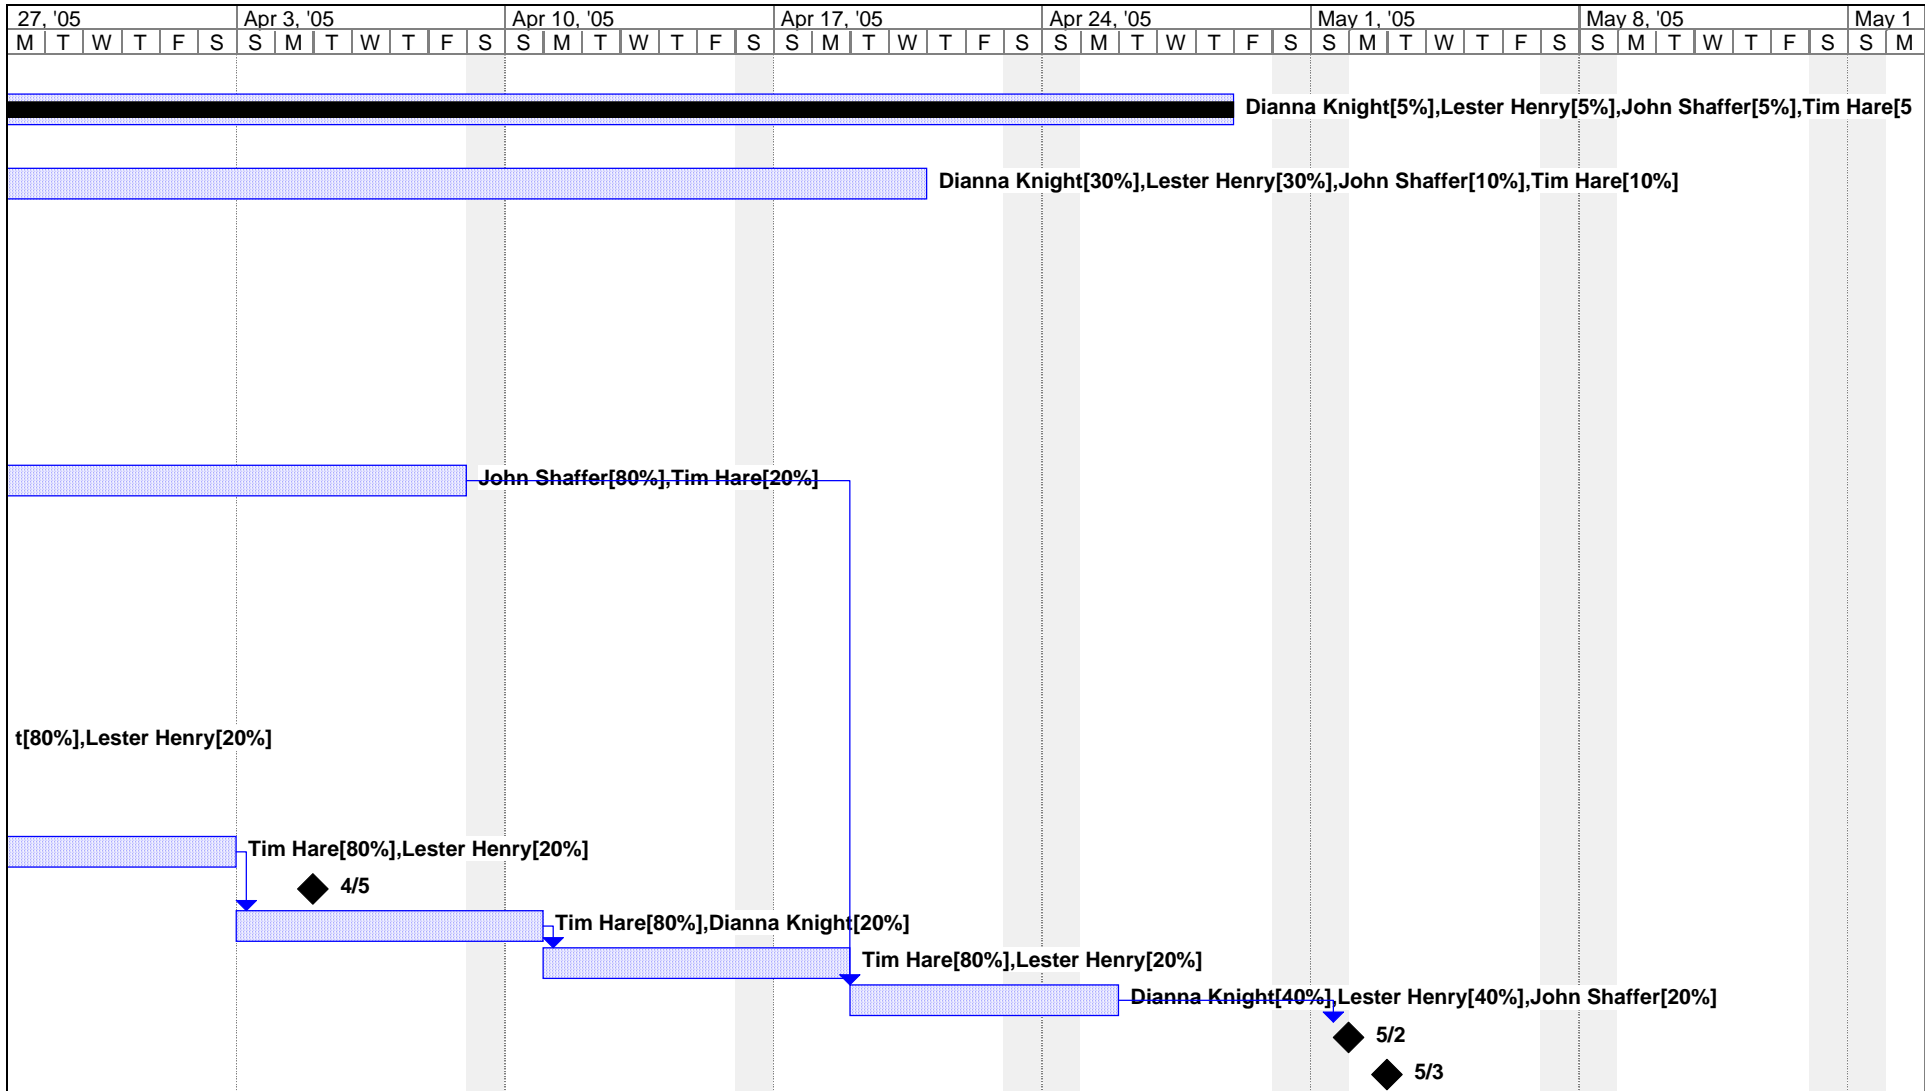 27, '05 Apr 3, '05 Apr 10, '05 Apr 17, '05 Apr 24, '05 May 1, '05 May 8, '05 May 1
M T W T F S S M T W T F S S M T W T F S S M T W T F S S M T W T F S S M T W T F S S M T W T F S S M
Dianna Knight[5%],Lester Henry[5%],John Shaffer[5%],Tim Hare[5
Dianna Knight[30%],Lester Henry[30%],John Shaffer[10%],Tim Hare[10%]
John Shaffer[80%],Tim Hare[20%]
t[80%],Lester Henry[20%]
Tim Hare[80%],Lester Henry[20%]
4/5
Tim Hare[80%],Dianna Knight[20%]
Tim Hare[80%],Lester Henry[20%]
Dianna Knight[40%],Lester Henry[40%],John Shaffer[20%]
5/2
5/3